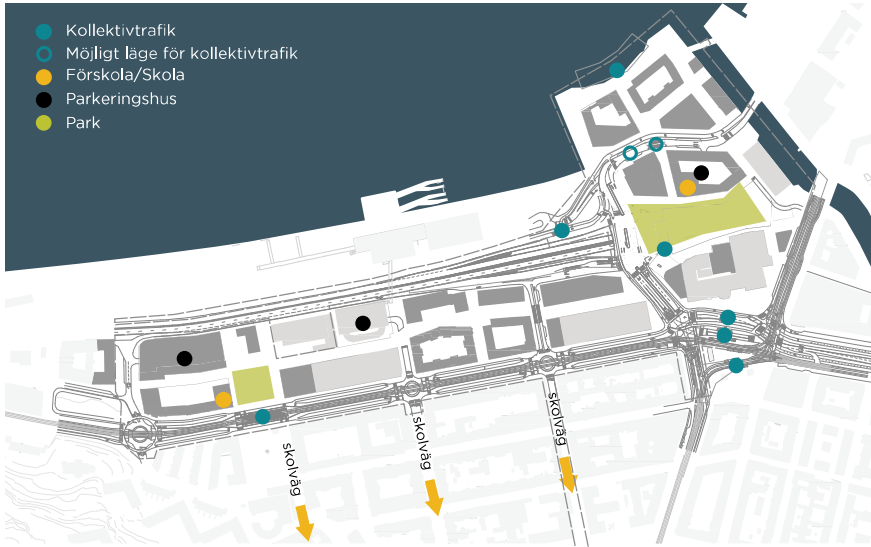 Kollektivtrafik
Möjligt läge för kollektivtrafik
Förskola/Skola
Parkeringshus
Park
skolväg
skolväg
skolväg